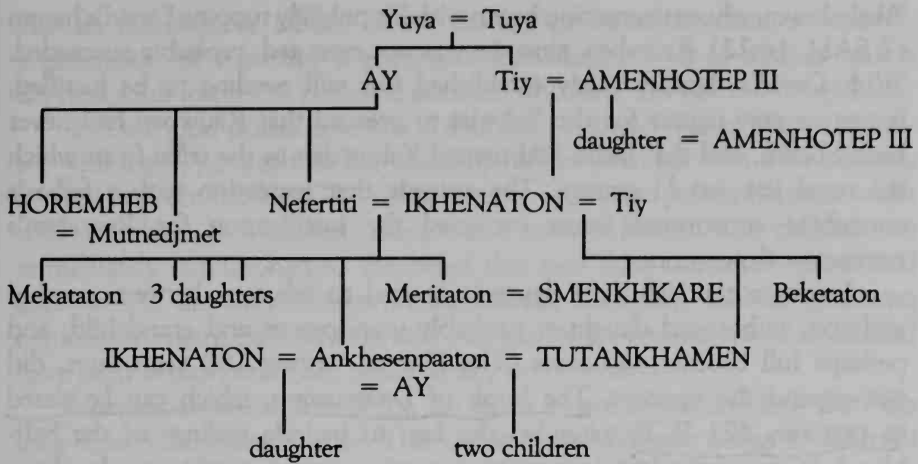 Yuya = Tuya
AY Tiy = AMENHOTEP III
daughter = AMENHOTEP III
HOREMHEB Nefertiti = IKHENATON = Tiy
= Mutnedjmet
Mekataton 3 daughters Meritaton = SMENKHKARE Beketaton
IKHENATON = Ankhesenpaaton = TUTANKHAMEN
= AY
daughter two children